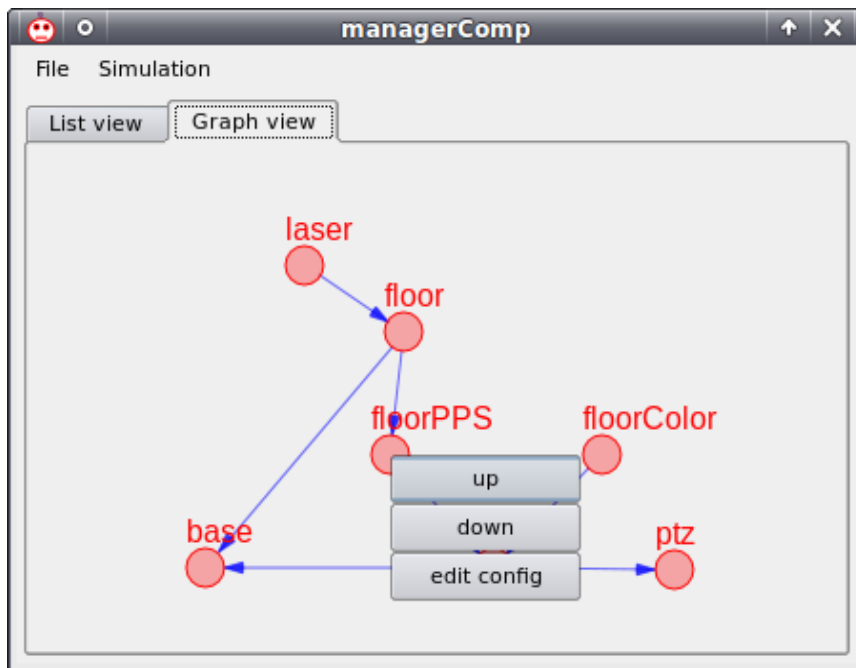 managerComp
File Simulation
List view Graph view
laser
floor
floorPPS floorColor
up
down
base ptz
edit config